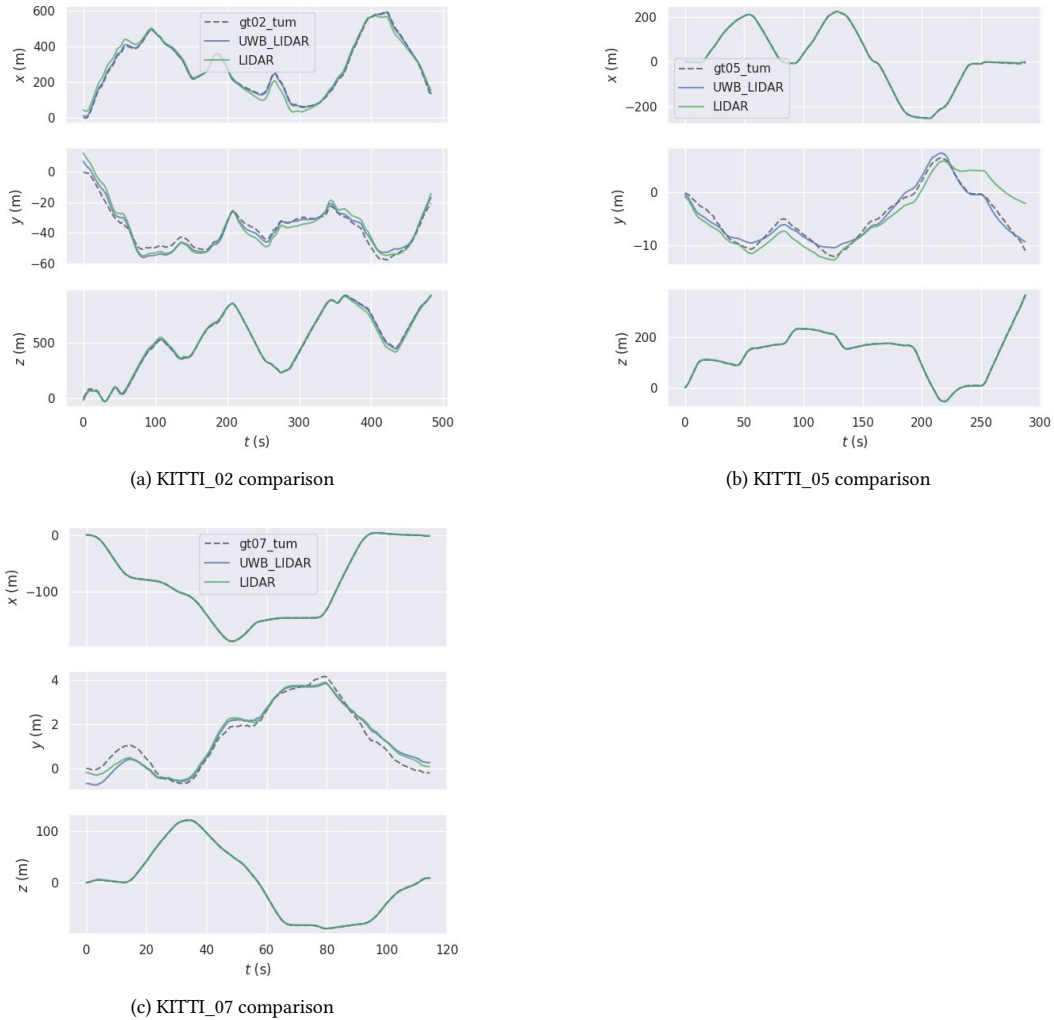 600
400
200
0
x (m)
gt02_tum
UWB_LIDAR
LIDAR
0
−20
−40
−60
y (m)
500
0
z (m)
0 100 200 300 400 500
t (s)
(a) KITTI_02 comparison
200
0
−200
x (m)
gt05_tum
UWB_LIDAR
LIDAR
0
−10
y (m)
200
0
z (m)
0 50 100 150 200 250 300
t (s)
(b) KITTI_05 comparison
0
−100
x (m)
gt07_tum
UWB_LIDAR
LIDAR
4
2
0
y (m)
100
0
z (m)
0 20 40 60 80 100 120
t (s)
(c) KITTI_07 comparison